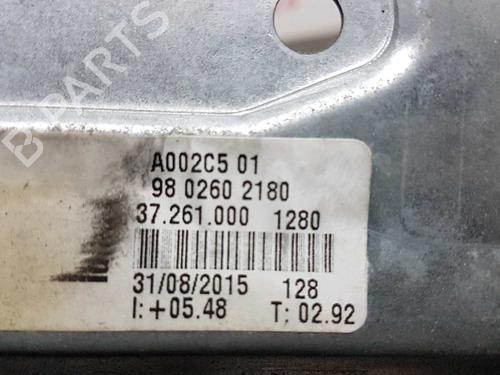 B-PARTS
A002C5 01
98 0260 2180
37.261.000 1280
31/08/2015 128
I: +05.48 T: 02.92